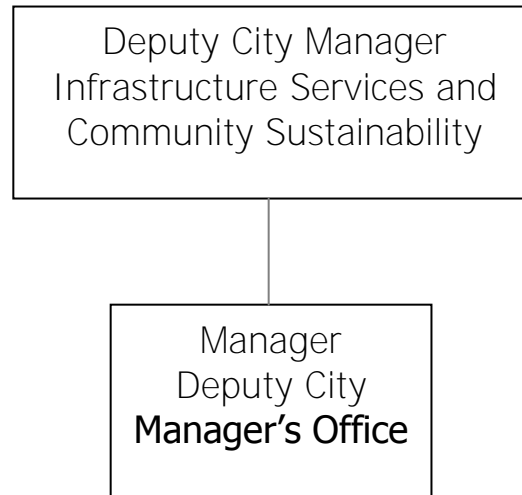 Deputy City Manager
Infrastructure Services and
Community Sustainability
Manager
Deputy City
Manager’s Office